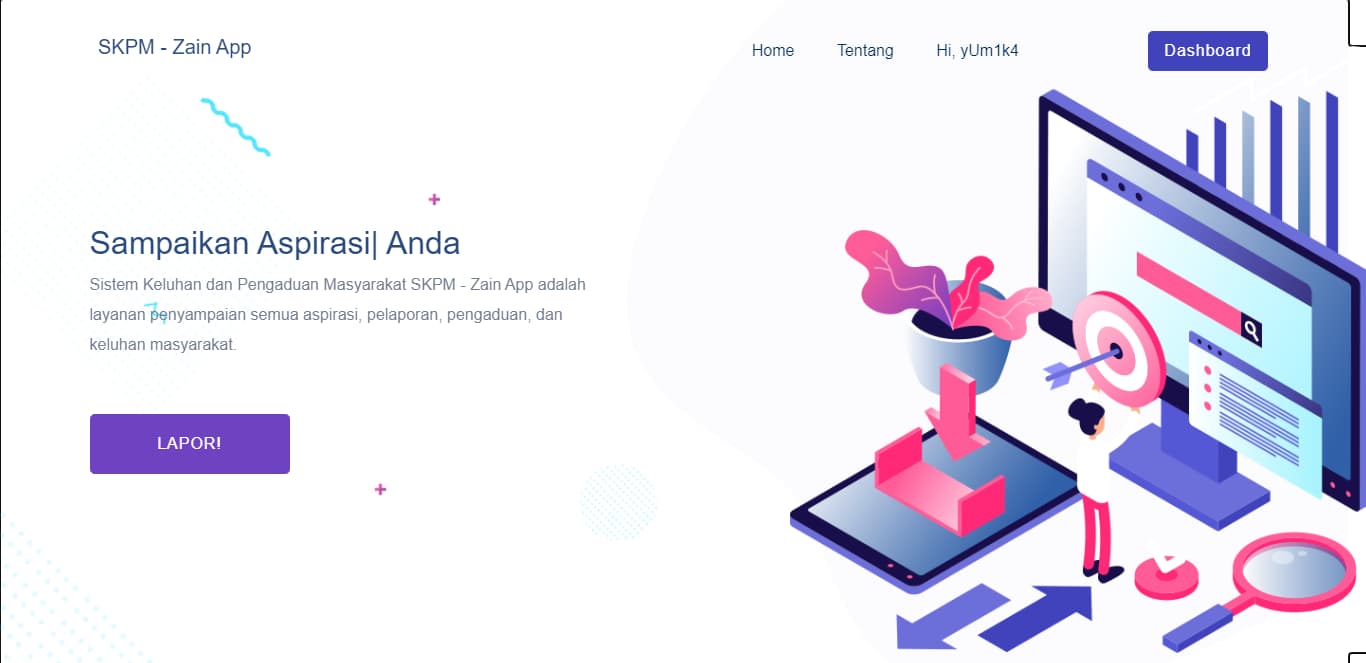 SKPM - Zain App
Home
Tentang
Hi, yUm1k4
Dashboard
Sampaikan Aspirasi| Anda
Sistem Keluhan dan Pengaduan Masyarakat SKPM - Zain App adalah
layanan penyampaian semua aspirasi, pelaporan, pengaduan, dan
keluhan masyarakat.
LAPOR!